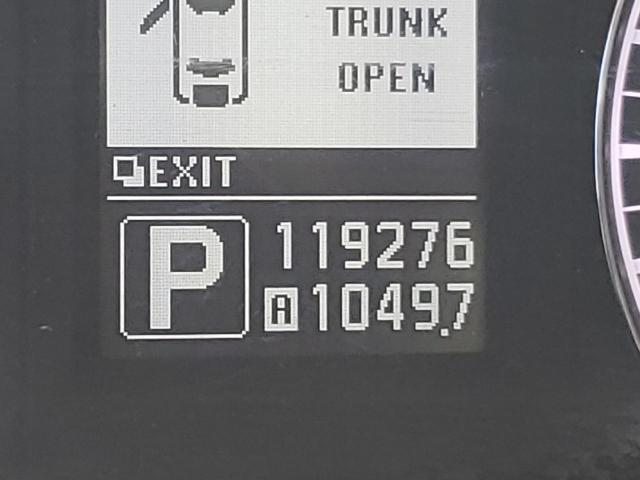 TRUNK
OPEN
EXIT
P
119276
A 1049.7